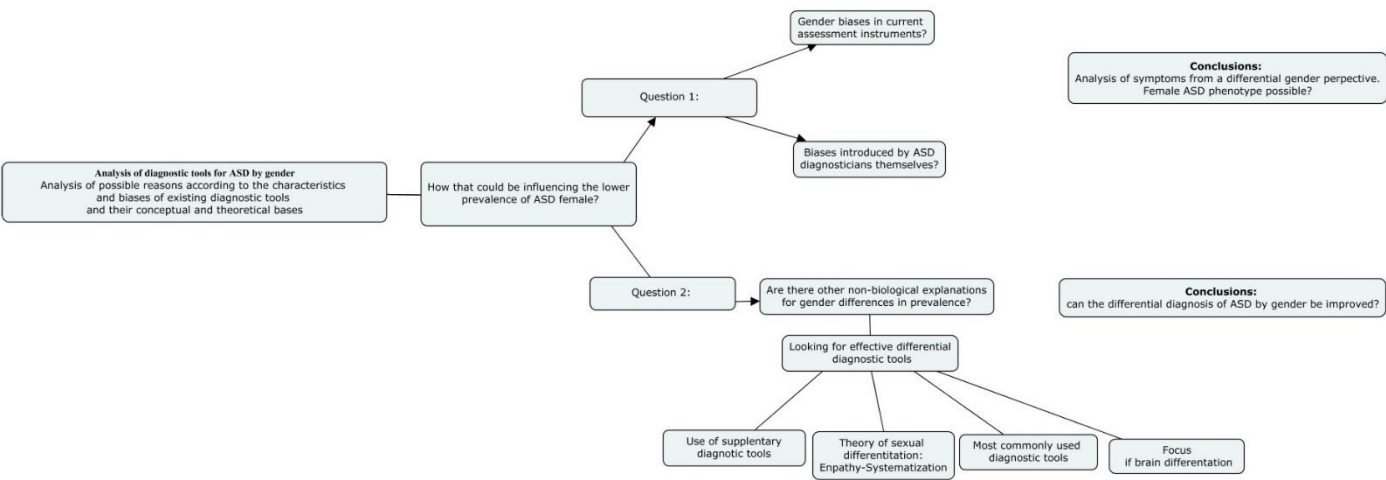 Gender biases in current
assessment instruments?
Conclusions:
Analysis of symptoms from a differential gender perpective.
Female ASD phenotype possible?
Question 1:
Biases introduced by ASD
diagnosticians themselves?
Analysis of diagnostic tools for ASD by gender
Analysis of possible reasons according to the characteristics
and biases of existing diagnostic tools
and their conceptual and theoretical bases
How that could be influencing the lower
prevalence of ASD female?
Question 2:
Are there other non-biological explanations
for gender differences in prevalence?
Conclusions:
can the differential diagnosis of ASD by gender be improved?
Looking for effective differential
diagnostic tools
Use of supplentary
diagnotic tools
Theory of sexual
differentitation:
Enpathy-Systematization
Most commonly used
diagnostic tools
Focus
if brain differentation